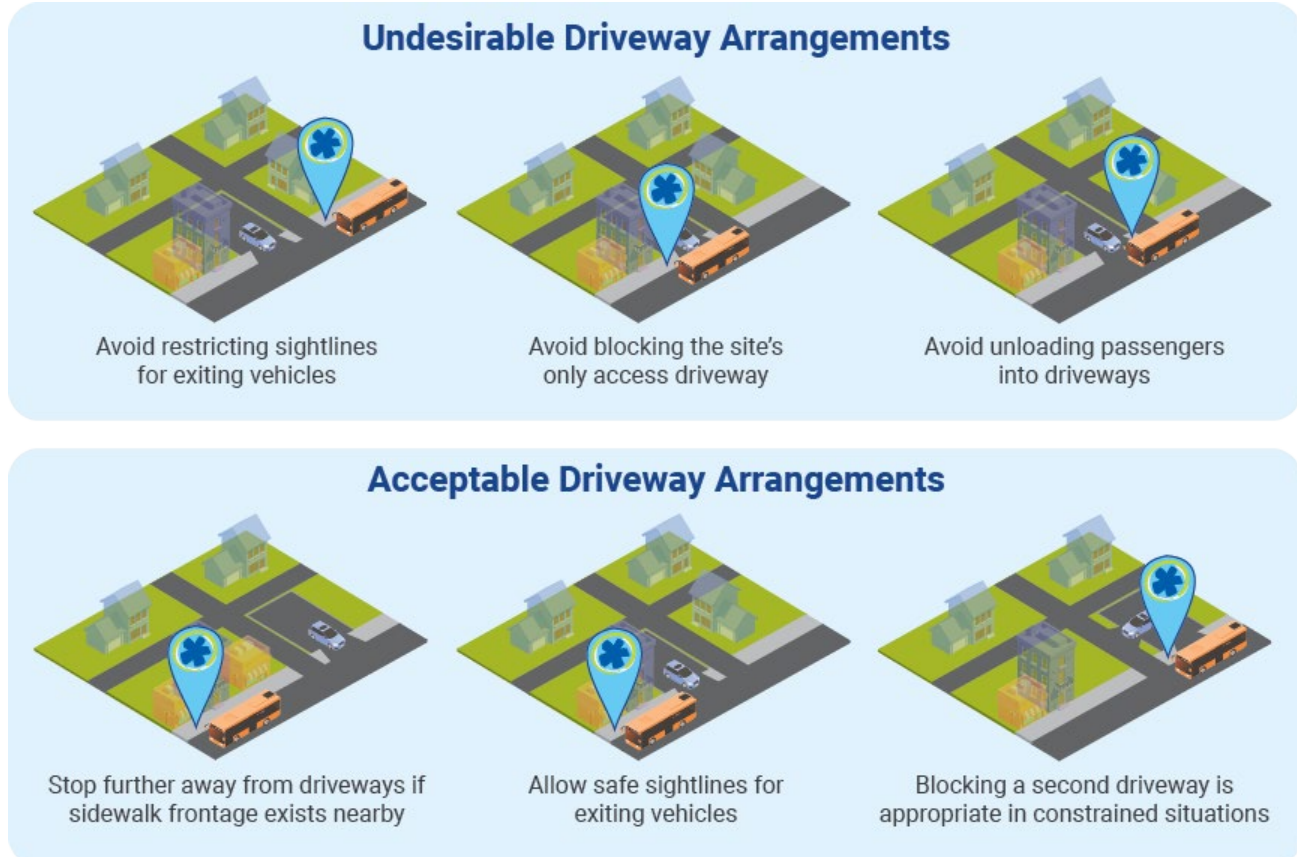 Undesirable Driveway Arrangements
Avoid restricting sightlines
for exiting vehicles
Avoid blocking the site’s
only access driveway
Avoid unloading passengers
into driveways
Acceptable Driveway Arrangements
Stop further away from driveways if
sidewalk frontage exists nearby
Allow safe sightlines for
exiting vehicles
Blocking a second driveway is
appropriate in constrained situations